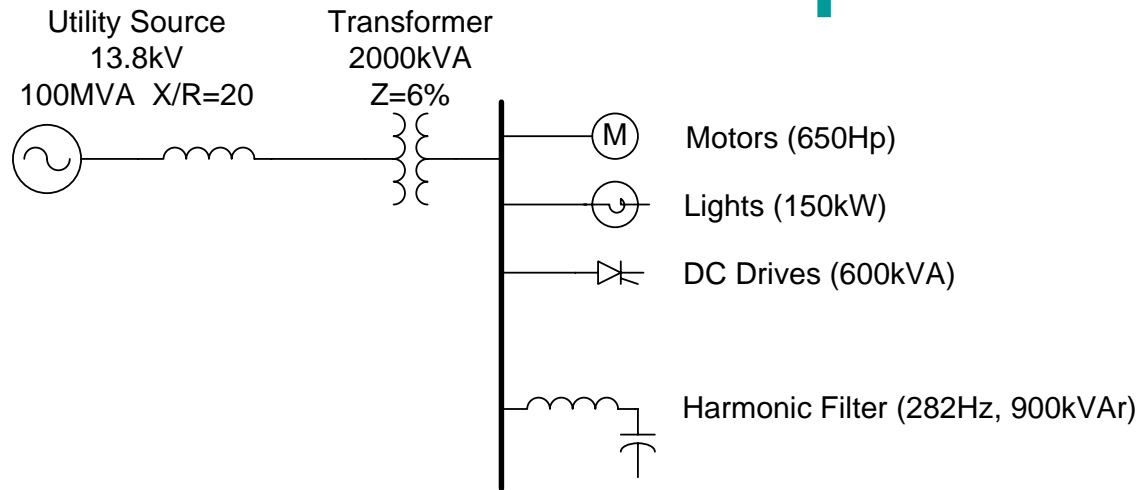 Utility Source
13.8kV
100MVA X/R=20
Transformer
2000kVA
Z=6%
M
Motors (650Hp)
Lights (150kW)
DC Drives (600kVA)
Harmonic Filter (282Hz, 900kVAr)